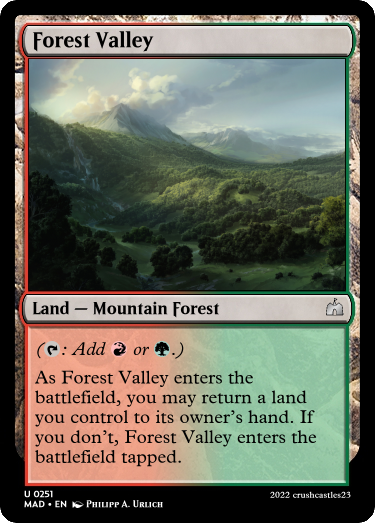 Forest Valley
Land — Mountain Forest
(: Add or .)
As Forest Valley enters the
battlefield, you may return a land
you control to its owner's hand. If
you don't, Forest Valley enters the
battlefield tapped.
U 0251
MAD • EN Philipp A. Urlich
2022 crushcastles23